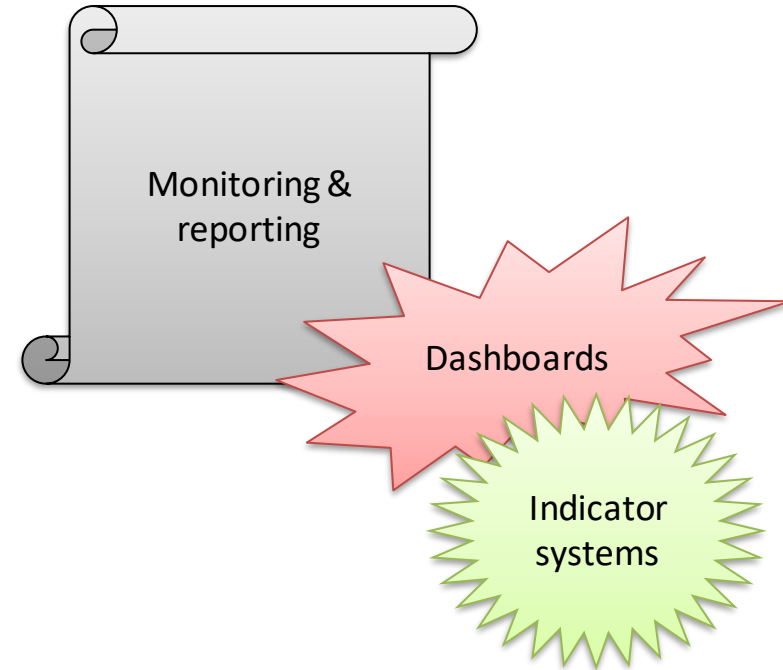 Monitoring &
reporting
Dashboards
Indicator
systems